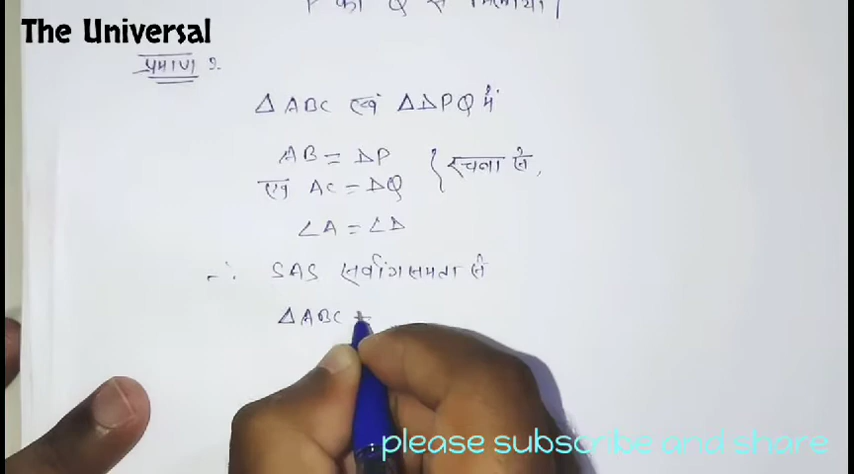 P को Q से मिलाया।
The Universal
प्रमाण ?
△ ABC एवं △DPQ में
AB = DP
एवं AC = DQ { रचना से,
∠A = ∠D
∴ SAS सर्वांगसमता से
△ABC
please subscribe and share